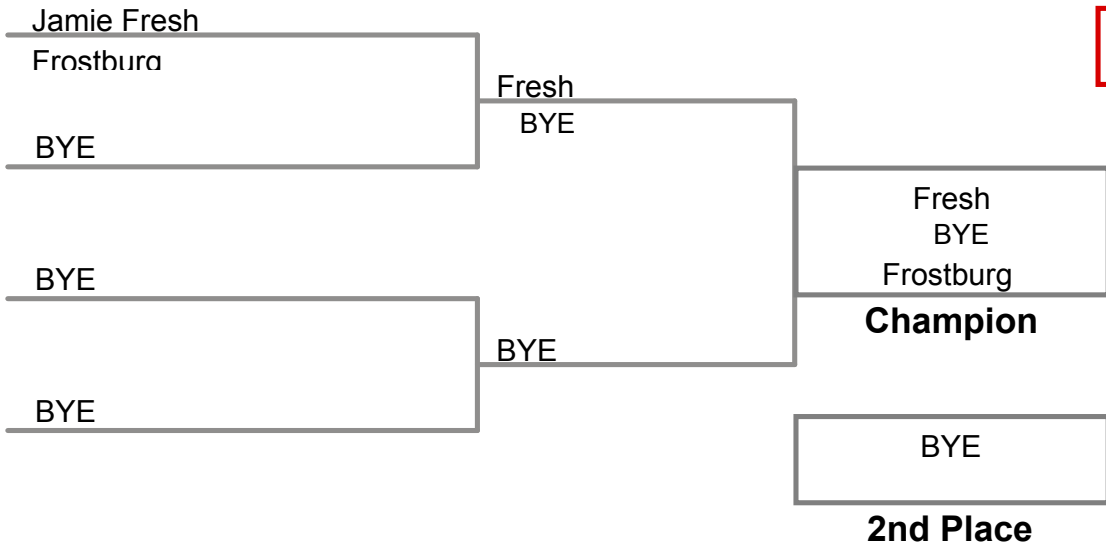 Jamie Fresh
Frostburg
Fresh
BYE
BYE
Fresh
BYE
Frostburg
BYE
Champion
BYE
BYE
BYE
2nd Place